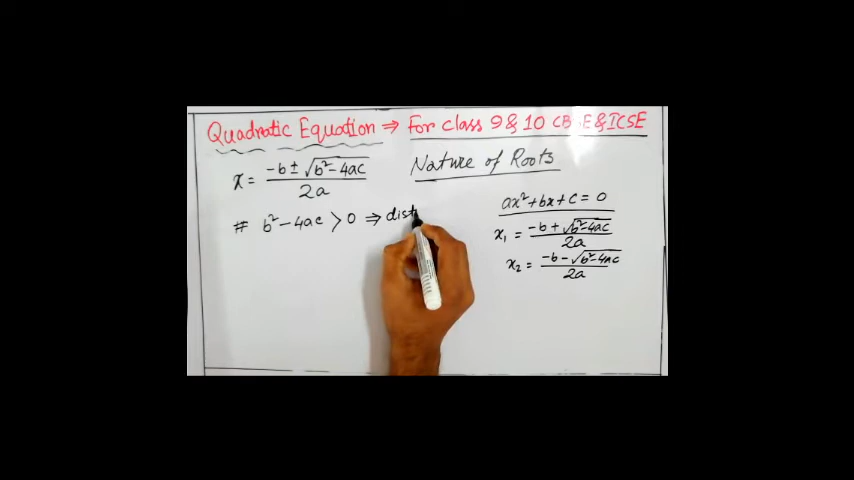 Quadratic Equation ⇒ For class 9 & 10 CBSE & ICSE
Nature of Roots
x = -b ± √b² - 4ac / 2a
# b² - 4ac > 0 ⇒ dist
ax² + bx + c = 0
x₁ = -b + √b² - 4ac / 2a
x₂ = -b - √b² - 4ac / 2a